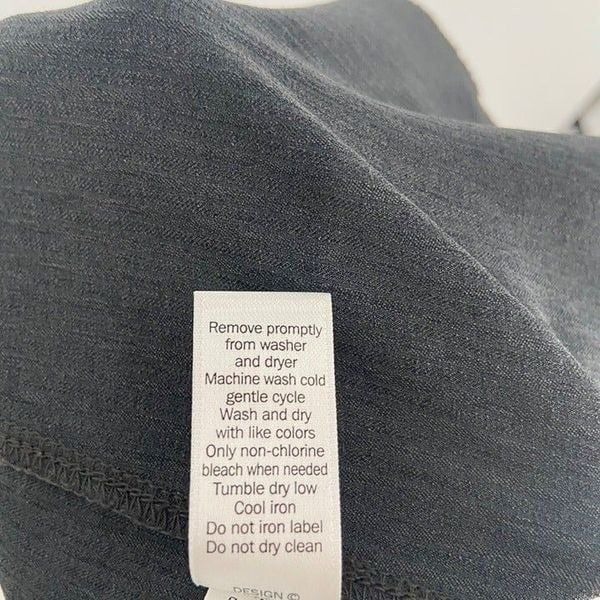 Remove promptly
from washer
and dryer
Machine wash cold
gentle cycle
Wash and dry
with like colors
Only non-chlorine
bleach when needed
Tumble dry low
Cool iron
Do not iron label
Do not dry clean
DESIGN ©